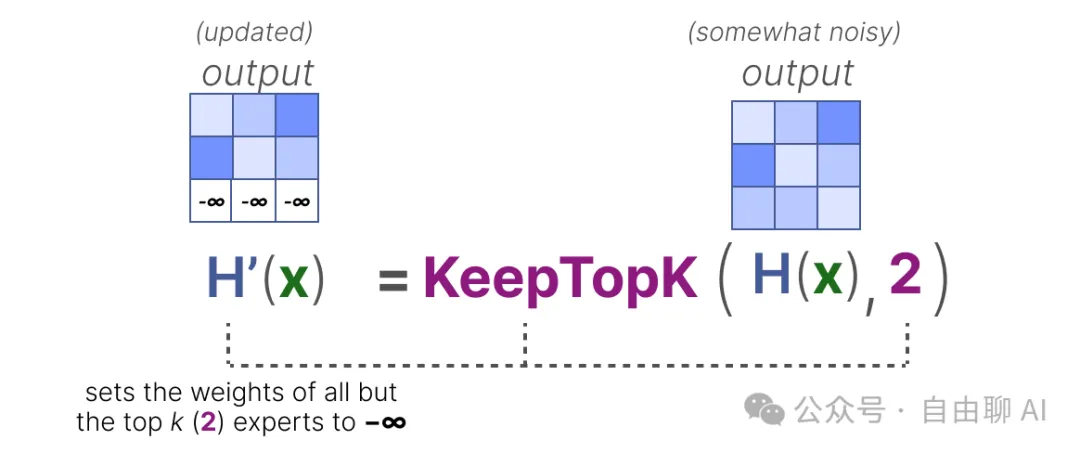 (updated)
output
(somewhat noisy)
output
-∞ -∞ -∞
H’(x) = KeepTopK ( H(x), 2 )
sets the weights of all but
the top k (2) experts to -∞
公众号 · 自由聊 AI